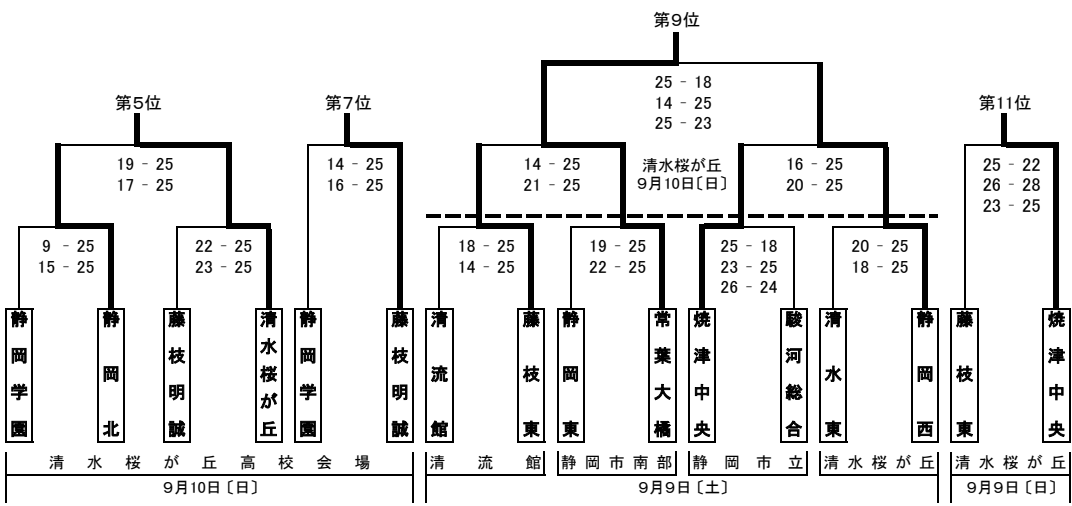 第９位
25 - 18
14 - 25
25 - 23
第５位
第７位
第11位
19 - 25
17 - 25
14 - 25
16 - 25
14 - 25
21 - 25
清水桜が丘
９月10日〔日〕
16 - 25
20 - 25
25 - 22
26 - 28
23 - 25
9 - 25
15 - 25
22 - 25
23 - 25
18 - 25
14 - 25
19 - 25
22 - 25
25 - 18
23 - 25
26 - 24
20 - 25
18 - 25
静岡学園
静岡北
藤枝明誠
清水桜が丘
静岡学園
藤枝明誠
清流館
藤枝東
静岡東
常葉大橘
焼津中央
駿河総合
清水東
静岡西
藤枝東
焼津中央
清水桜が丘高校会場
清流館
静岡市南部
静岡市立
清水桜が丘
清水桜が丘
９月10日〔日〕
９月９日〔土〕
９月９日〔日〕